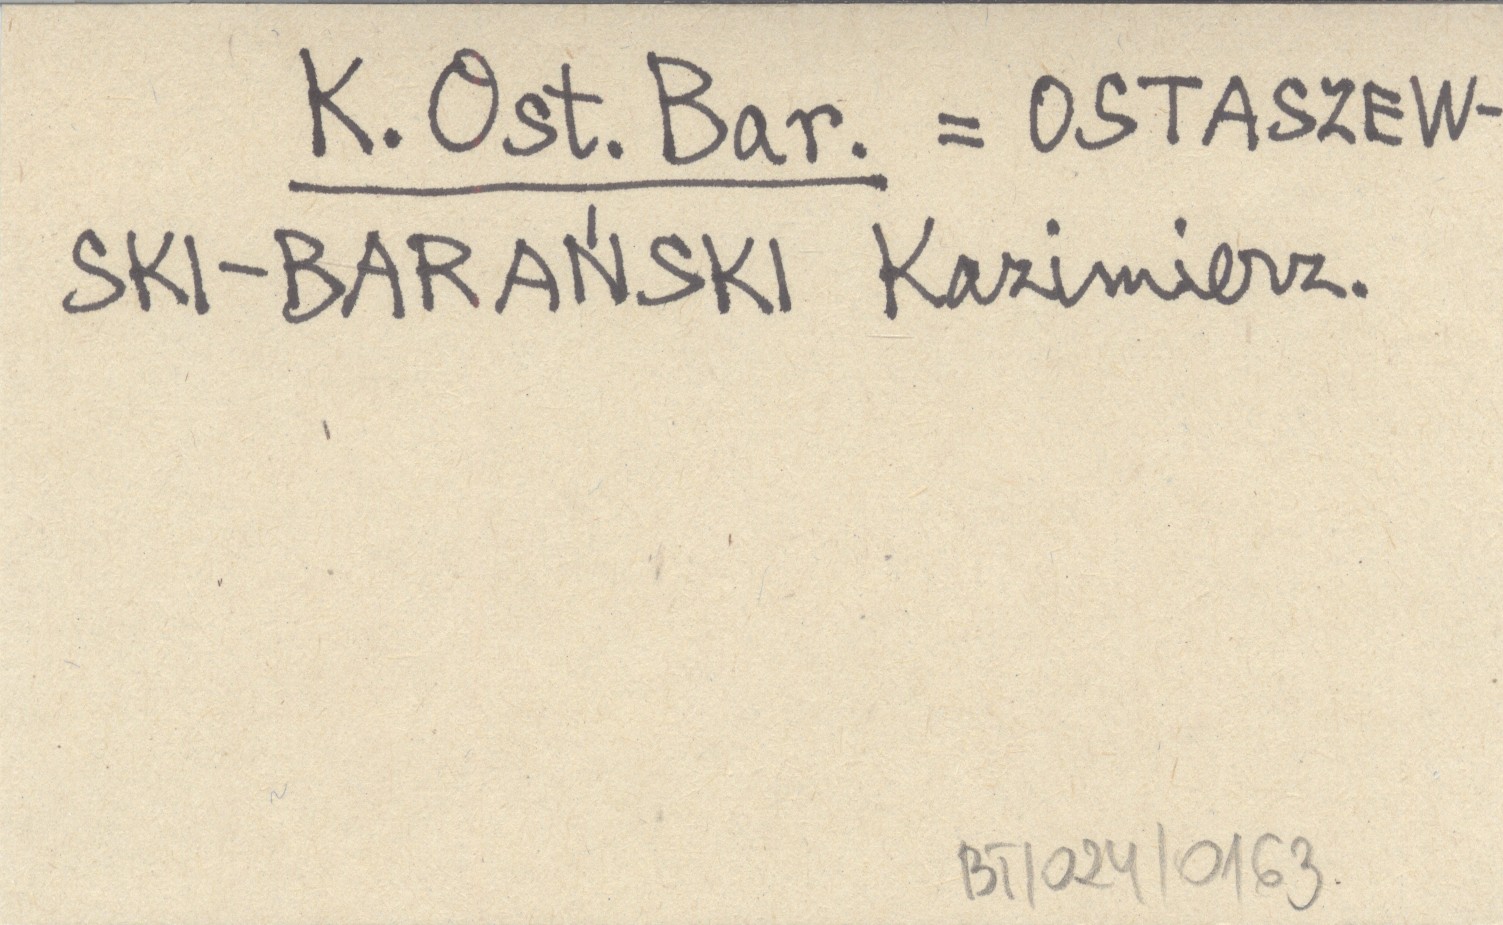 K. Ost. Bar. = OSTASZEW-
SKI-BARAŃSKI Kazimierz.
BT/024/0163